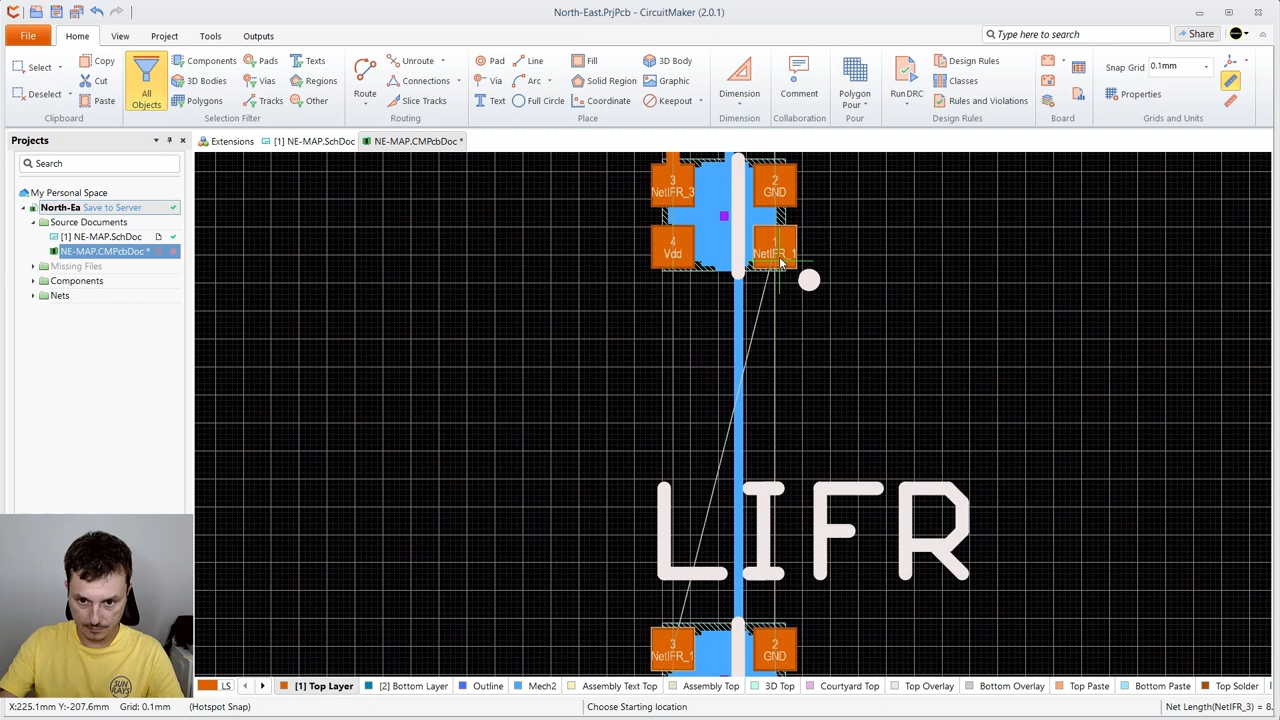 North-East.PrjPcb - CircuitMaker (2.0.1)
File Home View Project Tools Outputs
Type here to search Share
Select Copy All Objects Components Pads Texts Unroute Pad Line Fill 3D Body Design Rules Snap Grid 0.1mm
Deselect Cut 3D Bodies Vias Regions Route Connections Via Arc Solid Region Graphic Dimension Comment Polygon Pour Run DRC Classes Properties
Paste Polygons Tracks Other Slice Tracks Text Full Circle Coordinate Keepout Rules and Violations
Clipboard Selection Filter Routing Place Dimension Collaboration Pour Design Rules Board Grids and Units
Projects
Extensions [1] NE-MAP.SchDoc NE-MAP.CMPcbDoc *
Search
My Personal Space
North-Ea Save to Server
Source Documents
[1] NE-MAP.SchDoc
NE-MAP.CMPcbDoc *
Missing Files
Components
Nets
3 NetIFR_3
2 GND
4 Vdd
1 NetIFR_1
LIFR
3 NetIFR_1
2 GND
SUN RAYS
LS [1] Top Layer [2] Bottom Layer Outline Mech2 Assembly Text Top Assembly Top 3D Top Courtyard Top Top Overlay Bottom Overlay Top Paste Bottom Paste Top Solder
X:225.1mm Y:-207.6mm Grid: 0.1mm (Hotspot Snap) Choose Starting location Net Length(NetIFR_3) = 8.